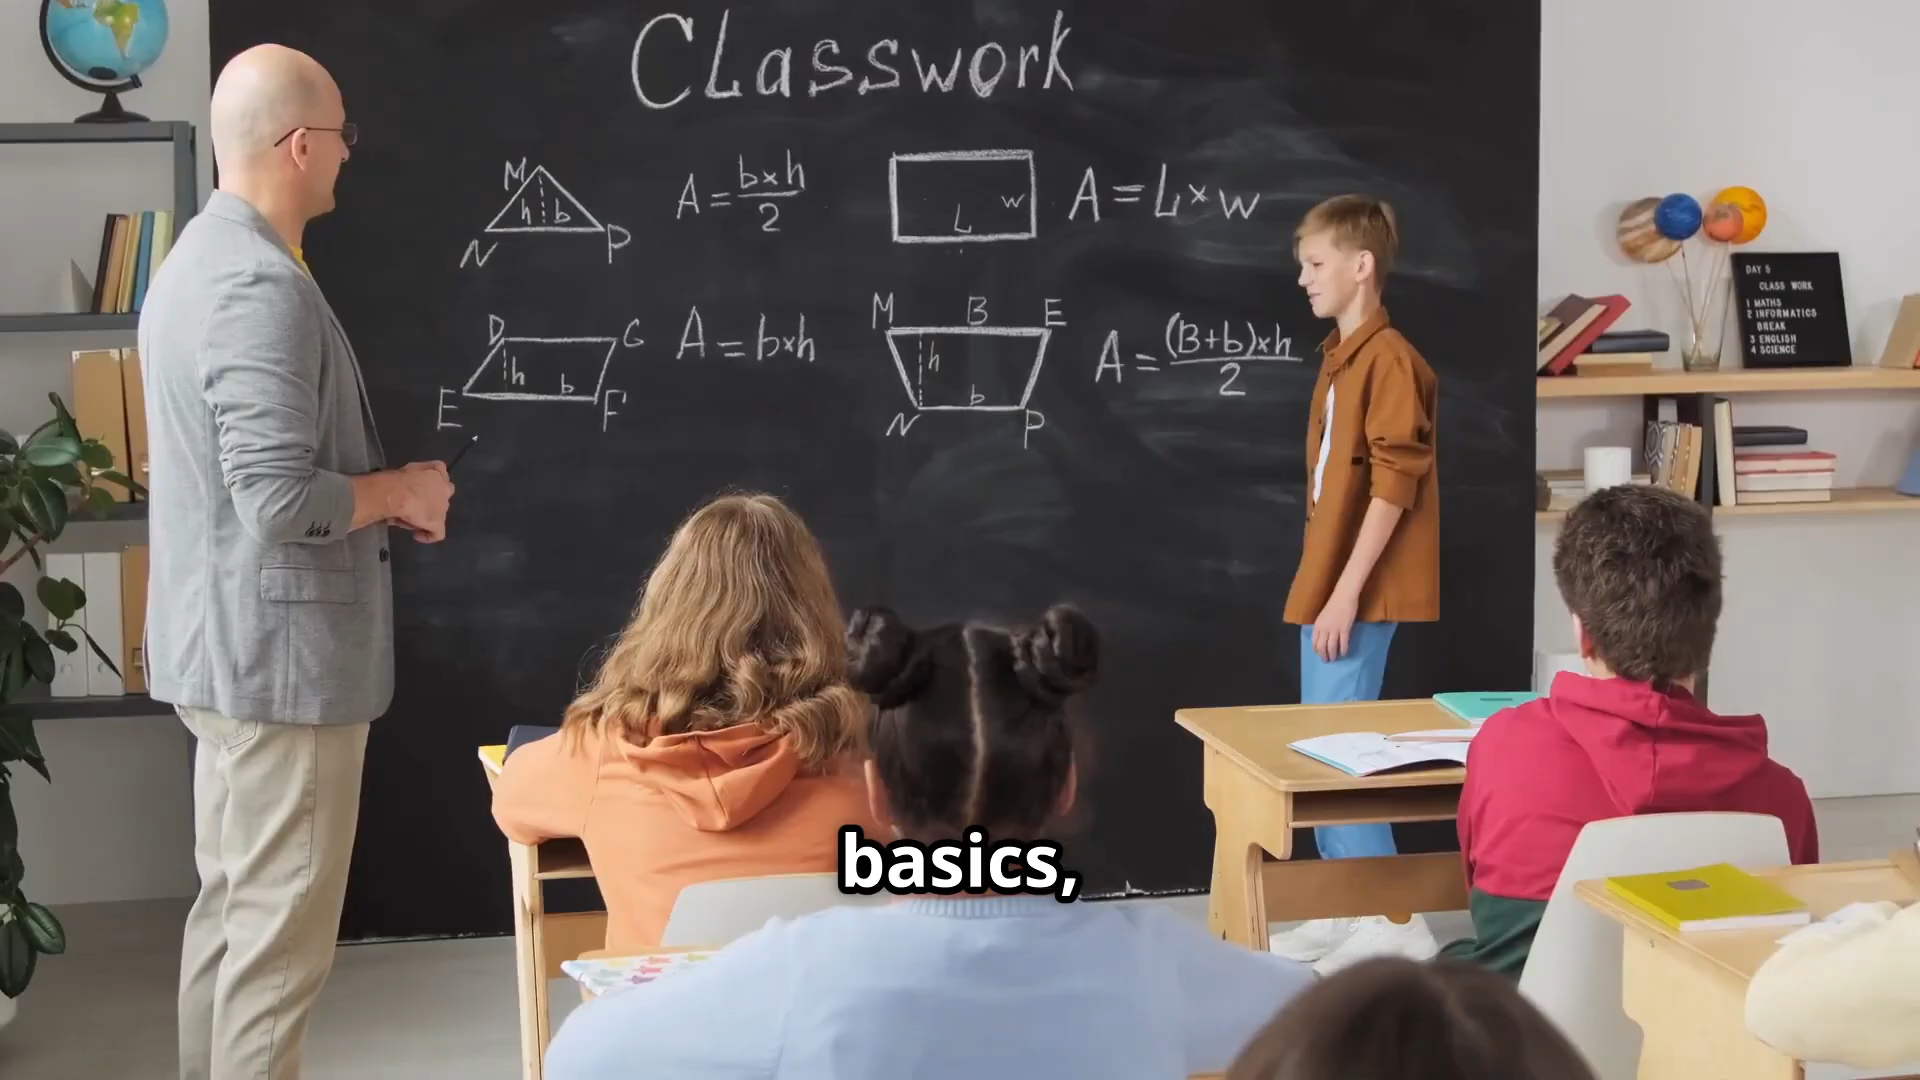 Classwork
M
h b
N P
A = b×h
2
L w
A = L × w
D G
h b
E F
A = b×h
M B E
h
b
N P
A = (B+b)×h
2
DAY 5
CLASS WORK
1 MATHS
2 INFORMATICS
BREAK
3 ENGLISH
4 SCIENCE
basics,